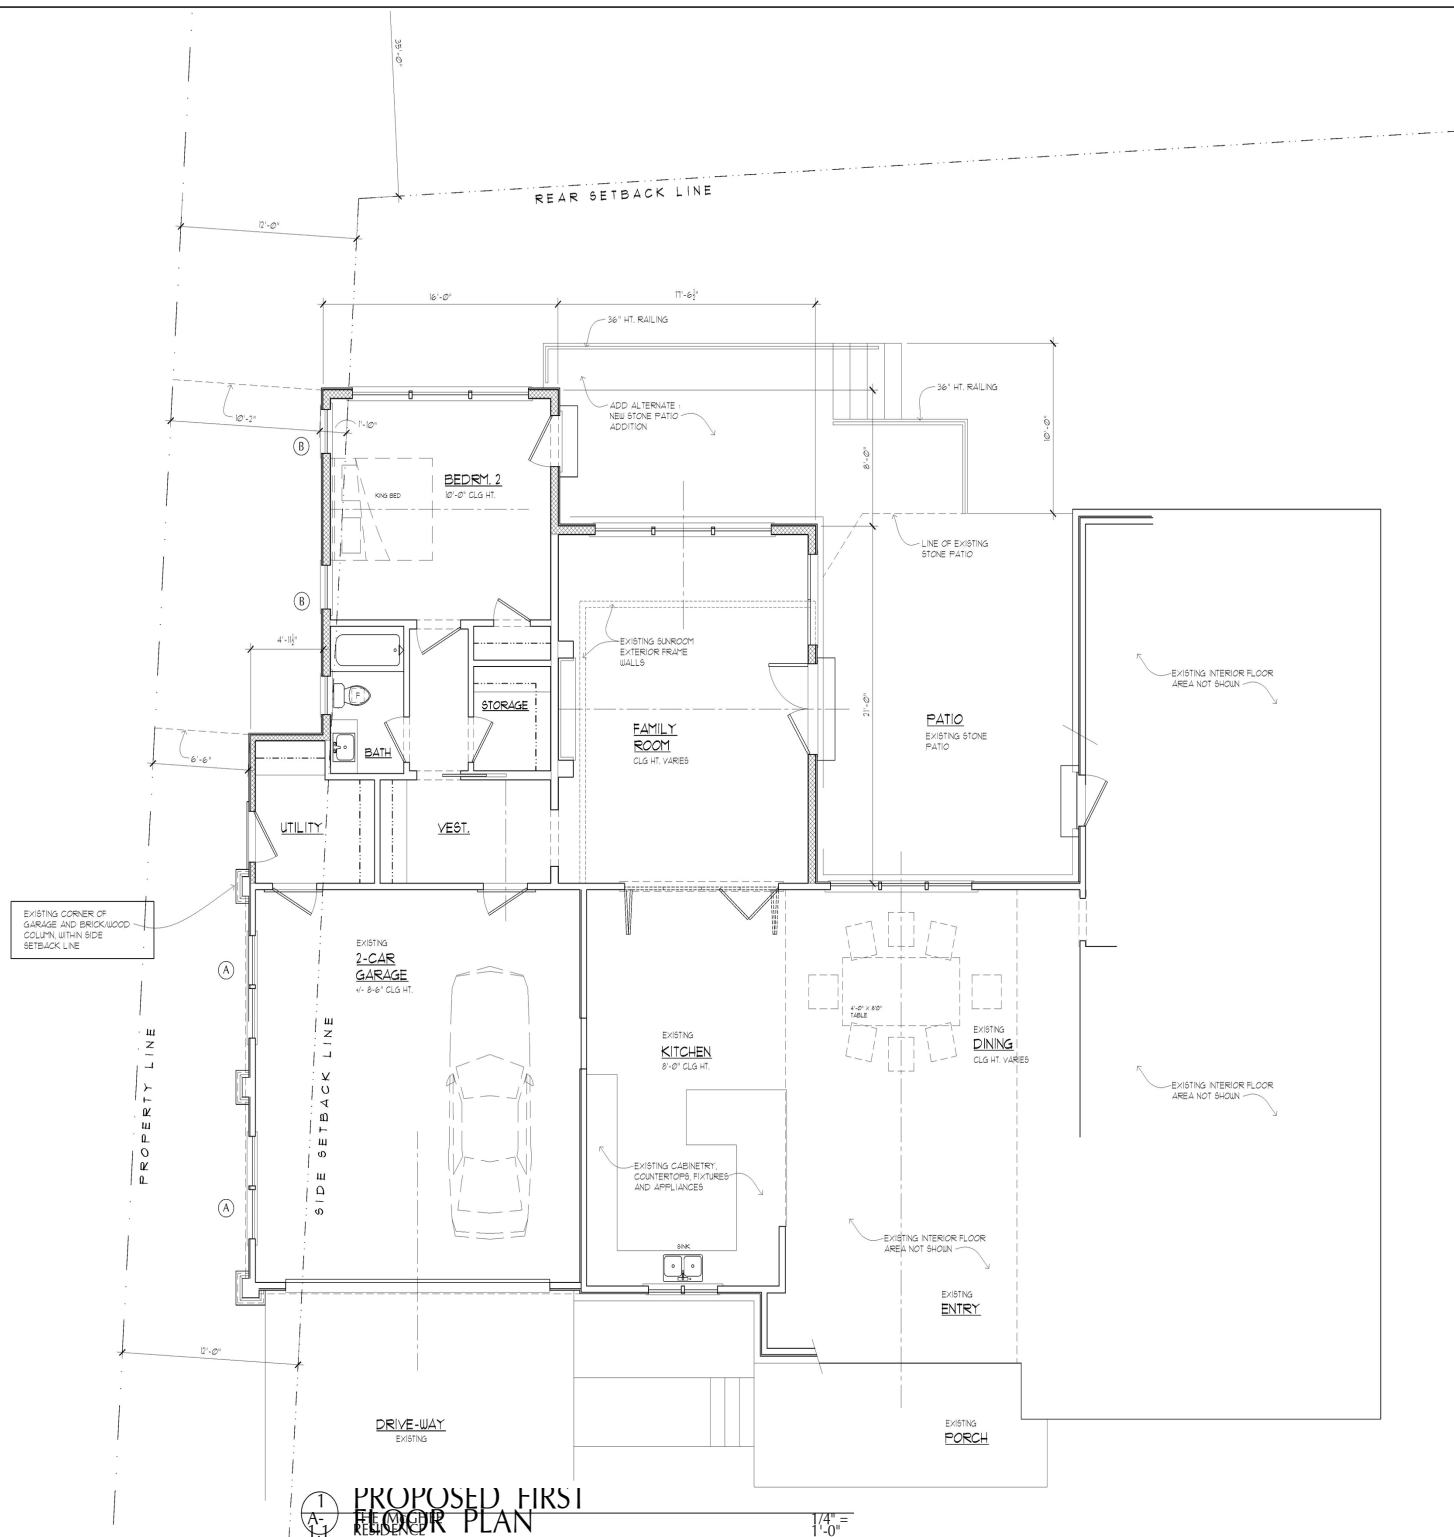 35'-0"
REAR SETBACK LINE
12'-0"
16'-0"
17'-6½"
36" HT. RAILING
36" HT. RAILING
10'-2"
1'-10"
ADD ALTERNATE :
NEW STONE PATIO
ADDITION
10'-0"
8'-0"
B
BEDRM. 2
10'-0" CLG HT.
KING BED
LINE OF EXISTING
STONE PATIO
B
4'-11½"
EXISTING SUNROOM
EXTERIOR FRAME
WALLS
EXISTING INTERIOR FLOOR
AREA NOT SHOWN
F
STORAGE
21'-0"
FAMILY
ROOM
CLG HT. VARIES
PATIO
EXISTING STONE
PATIO
BATH
6'-6"
UTILITY
VEST.
EXISTING CORNER OF
GARAGE AND BRICK/WOOD
COLUMN, WITHIN SIDE
SETBACK LINE
EXISTING
2-CAR
GARAGE
+/- 8-6" CLG HT.
A
4'-0" X 8'0"
TABLE
EXISTING
KITCHEN
8'-0" CLG HT.
EXISTING
DINING
CLG HT. VARIES
PROPERTY LINE
SIDE SETBACK LINE
EXISTING INTERIOR FLOOR
AREA NOT SHOWN
EXISTING CABINETRY,
COUNTERTOPS, FIXTURES
AND APPLIANCES
A
EXISTING INTERIOR FLOOR
AREA NOT SHOWN
SINK
EXISTING
ENTRY
12'-0"
DRIVE-WAY
EXISTING
EXISTING
PORCH
1
A-
1.1
PROPOSED FIRST
FLOOR PLAN
RESIDENCE
1/4" =
1'-0"